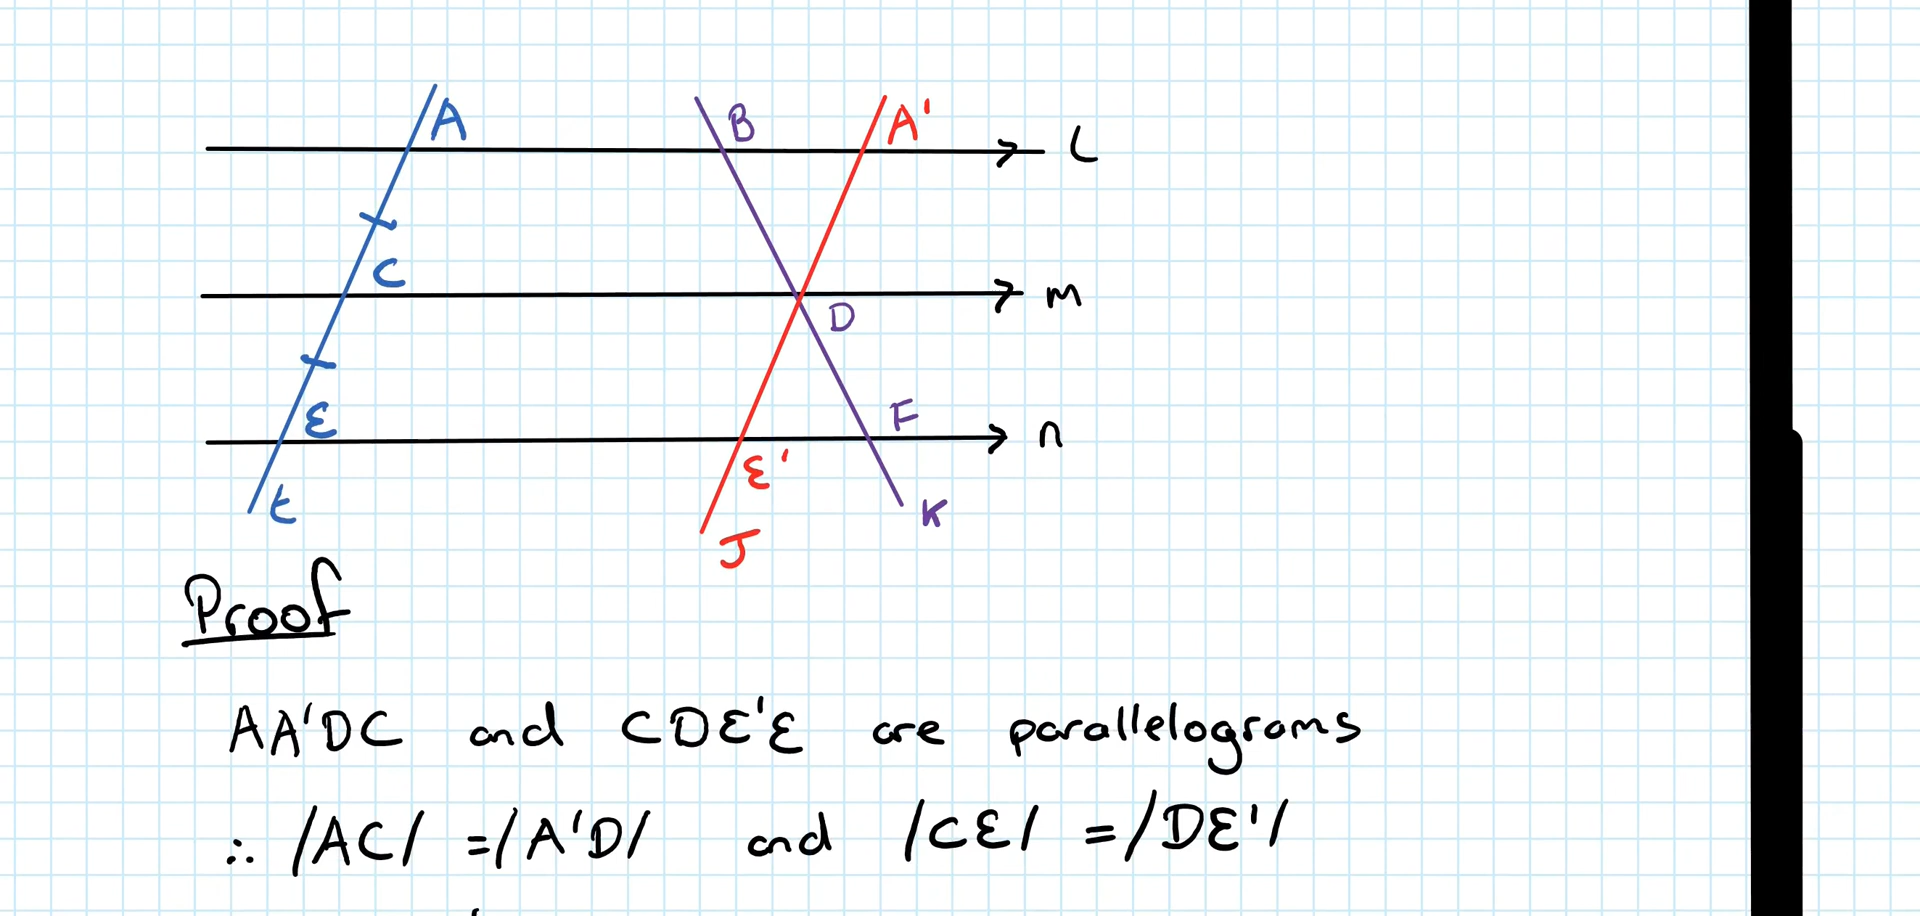 A
B
A'
L
C
m
D
E
F
n
E'
t
K
J
Proof
AA'DC and CDE'E are parallelograms
∴ /AC/ =/A'D/ and /CE/ =/DE'/